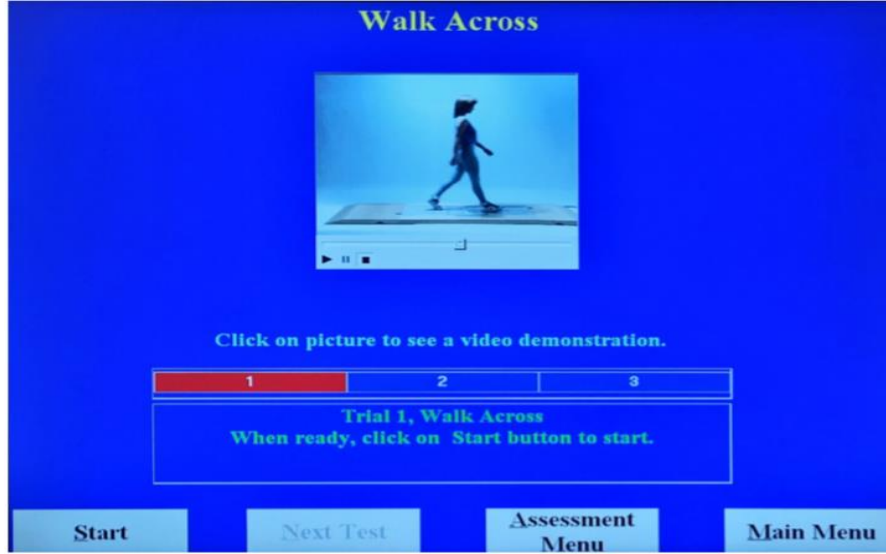 Walk Across
Click on picture to see a video demonstration.
1 2 3
Trial 1, Walk Across
When ready, click on Start button to start.
Start
Next Test
Assessment
Menu
Main Menu